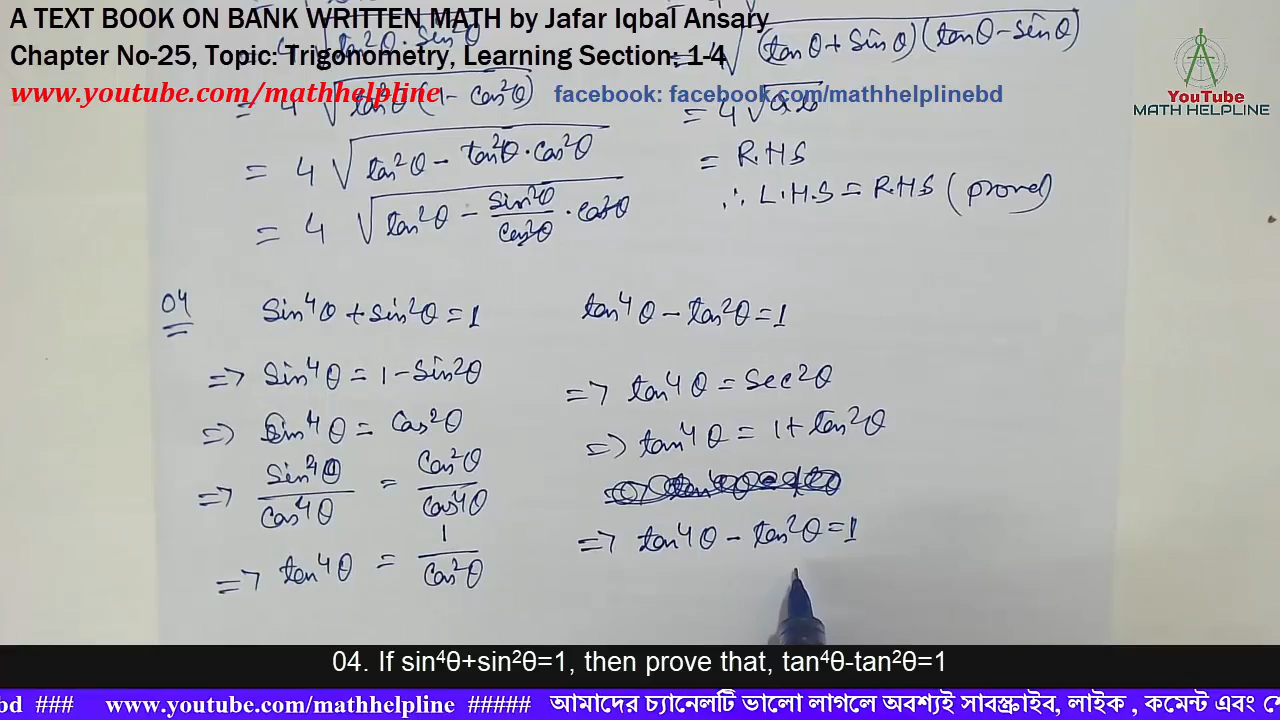 A TEXT BOOK ON BANK WRITTEN MATH by Jafar Iqbal Ansary
Chapter No-25, Topic: Trigonometry, Learning Section: 1-4
www.youtube.com/mathhelpline
facebook: facebook.com/mathhelplinebd
YouTube
MATH HELPLINE
= 4√(tan²θ(1-cos²θ))
= 4√(tan²θ - tan²θ·cos²θ)
= 4√(tan²θ - sin²θ/cos²θ · cos²θ)
= √((tanθ + sinθ)(tanθ - sinθ))
= 4√ab
= R.H.S
∴ L.H.S = R.H.S (proved)
04
sin⁴θ + sin²θ = 1
=> sin⁴θ = 1 - sin²θ
=> sin⁴θ = cos²θ
=> sin⁴θ/cos⁴θ = cos²θ/cos⁴θ
=> tan⁴θ = 1/cos²θ
tan⁴θ - tan²θ = 1
=> tan⁴θ = sec²θ
=> tan⁴θ = 1 + tan²θ
=> tan⁴θ - tan²θ = 1
04. If sin⁴θ+sin²θ=1, then prove that, tan⁴θ-tan²θ=1
bd ### www.youtube.com/mathhelpline ##### আমাদের চ্যানেলটি ভালো লাগলে অবশ্যই সাবস্ক্রাইব, লাইক , কমেন্ট এবং